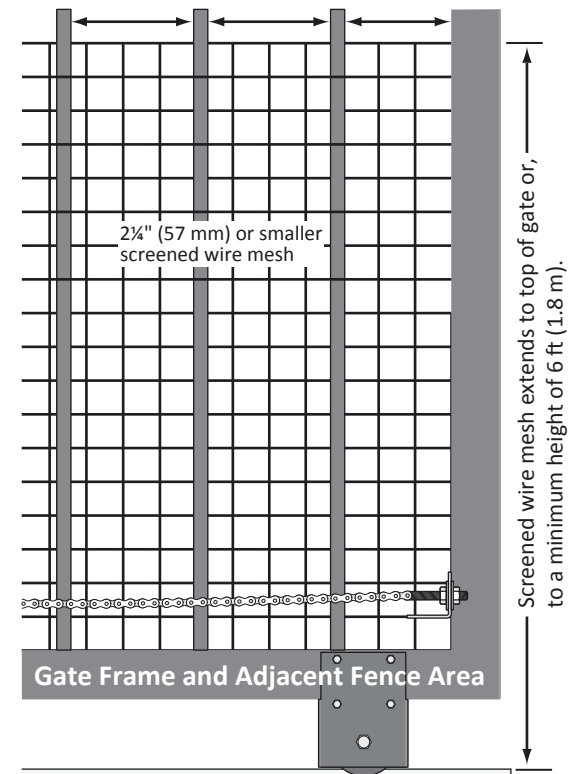 2¼" (57 mm) or smaller
screened wire mesh
Screened wire mesh extends to top of gate or,
to a minimum height of 6 ft (1.8 m).
Gate Frame and Adjacent Fence Area